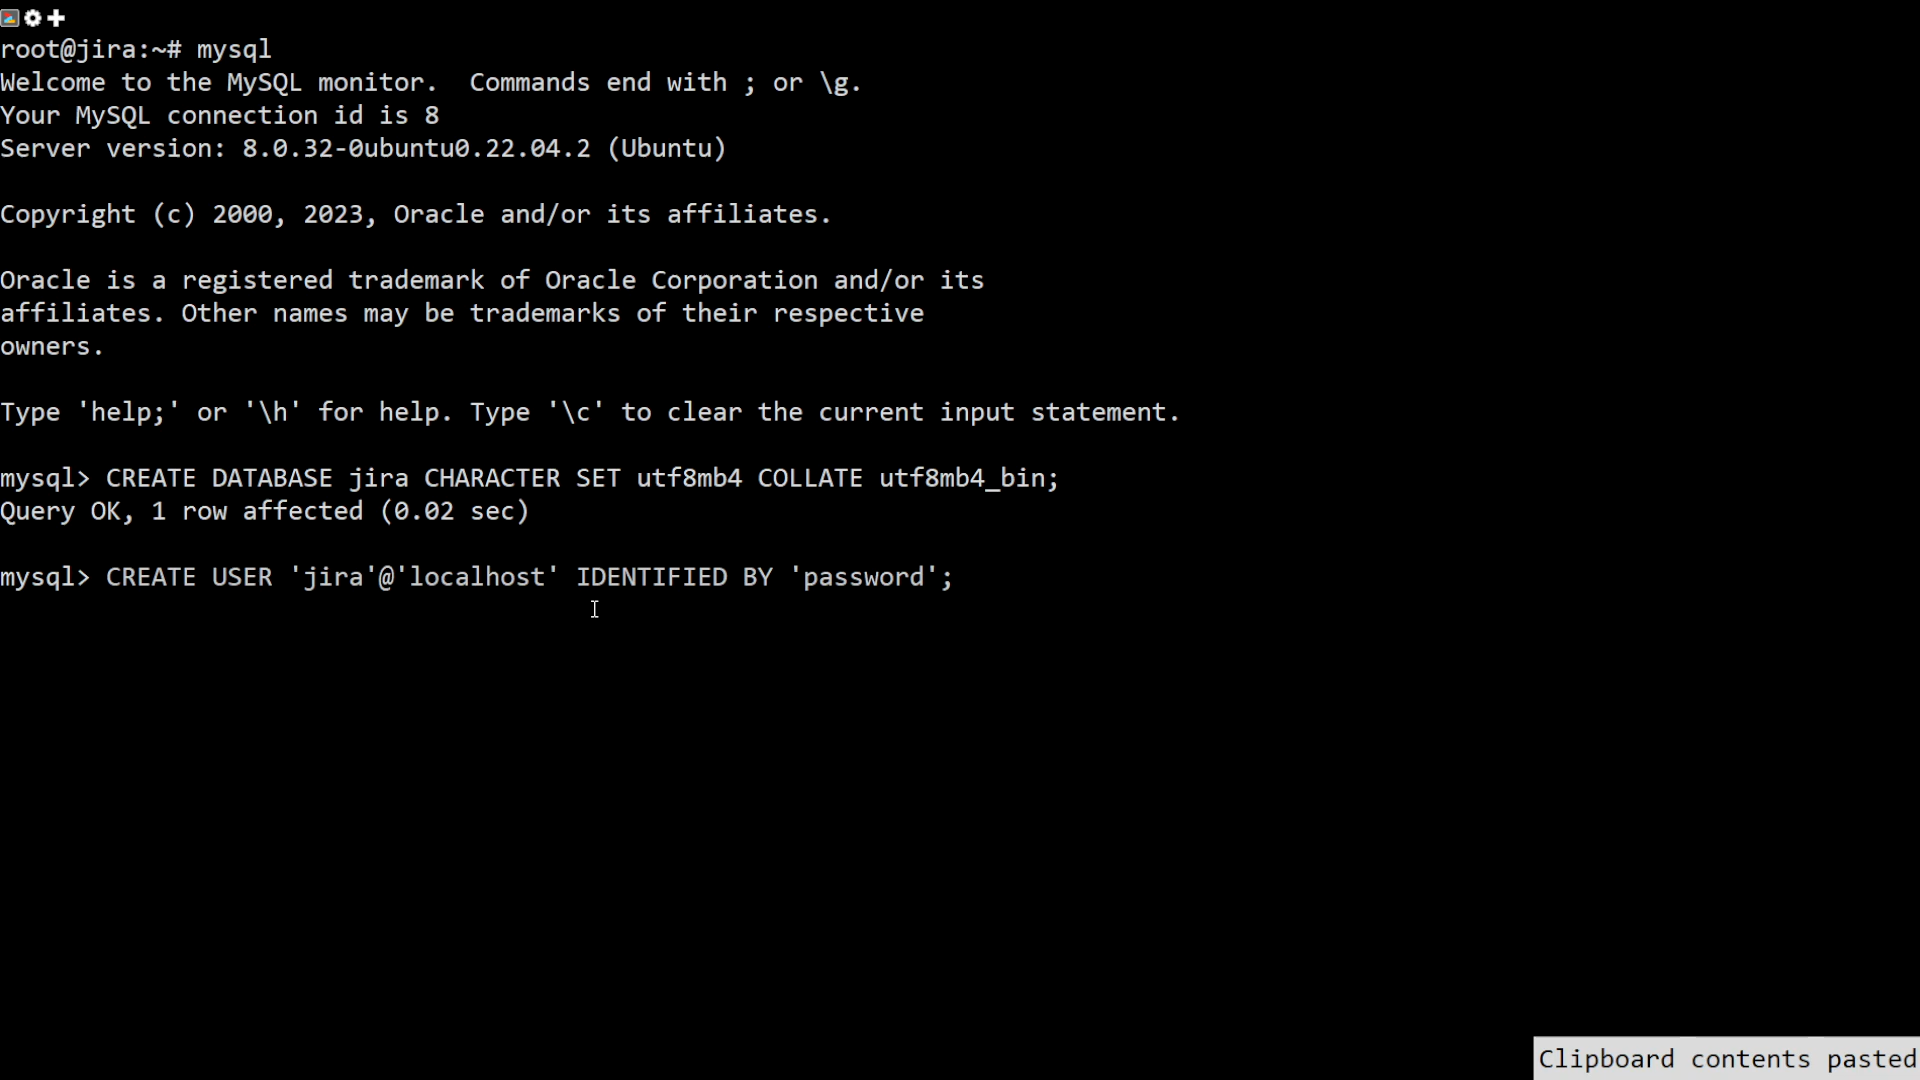 root@jira:~# mysql
Welcome to the MySQL monitor.  Commands end with ; or \g.
Your MySQL connection id is 8
Server version: 8.0.32-0ubuntu0.22.04.2 (Ubuntu)
Copyright (c) 2000, 2023, Oracle and/or its affiliates.
Oracle is a registered trademark of Oracle Corporation and/or its
affiliates. Other names may be trademarks of their respective
owners.
Type 'help;' or '\h' for help. Type '\c' to clear the current input statement.
mysql> CREATE DATABASE jira CHARACTER SET utf8mb4 COLLATE utf8mb4_bin;
Query OK, 1 row affected (0.02 sec)
mysql> CREATE USER 'jira'@'localhost' IDENTIFIED BY 'password';
Clipboard contents pasted